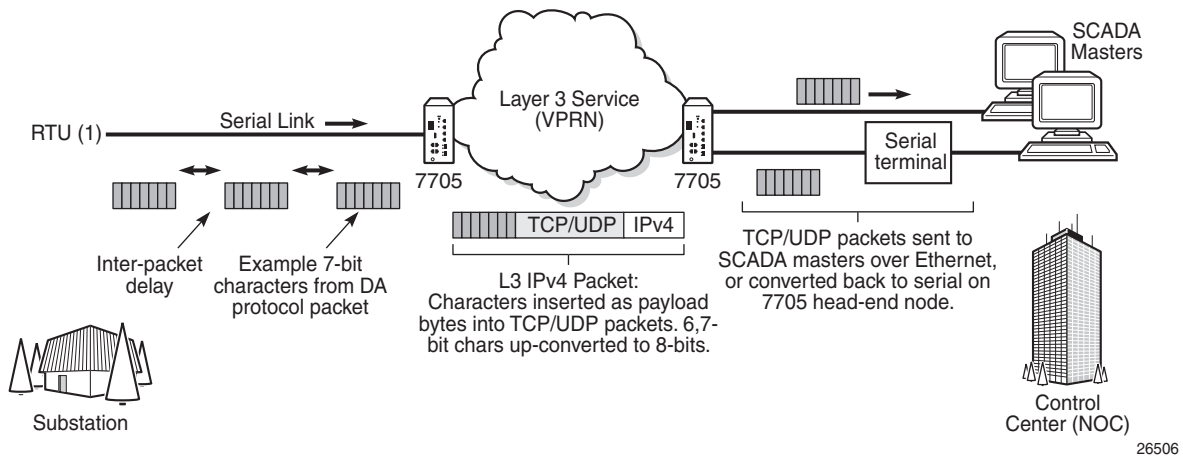 SCADA
Masters
Layer 3 Service
(VPRN)
RTU (1)
Serial Link
Serial
terminal
7705
7705
TCP/UDP
IPv4
Inter-packet
delay
Example 7-bit
characters from DA
protocol packet
L3 IPv4 Packet:
Characters inserted as payload
bytes into TCP/UDP packets. 6,7-
bit chars up-converted to 8-bits.
TCP/UDP packets sent to
SCADA masters over Ethernet,
or converted back to serial on
7705 head-end node.
Substation
Control
Center (NOC)
26506